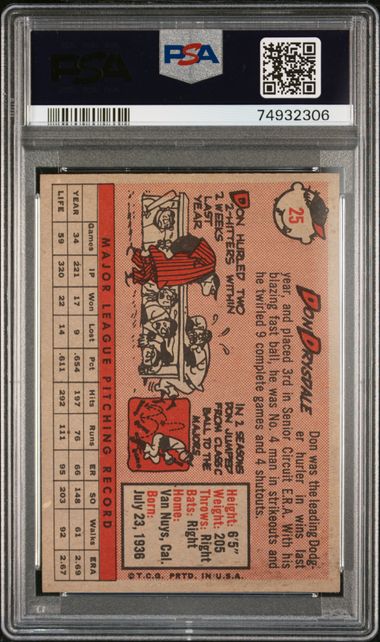 PSA
PSA
74932306
25
DON DRYSDALE
Don was the leading Dodg-
er hurler in wins last
year, and placed 3rd in Senior Circuit E.R.A. With his
blazing fast ball, he was No. 4 man in strikeouts and
he twirled 9 complete games and 4 shutouts.
DON HURLED TWO
2-HITTERS WITHIN
2 WEEKS
LAST
YEAR
IN 2 SEASONS
DON JUMPED
FROM CLASS C
BALL TO THE
MAJORS
Height: 6'5"
Weight: 205
Throws: Right
Bats: Right
Home:
Van Nuys, Cal.
Born:
July 23, 1936
MAJOR LEAGUE PITCHING RECORD
Games IP Won Lost Pct Hits Runs ER SO Walks ERA
YEAR 34 221 17 9 .654 197 76 66 148 61 2.69
LIFE 59 320 22 14 .611 292 111 95 203 92 2.67
©T.C.G. PRTD. IN U.S.A.